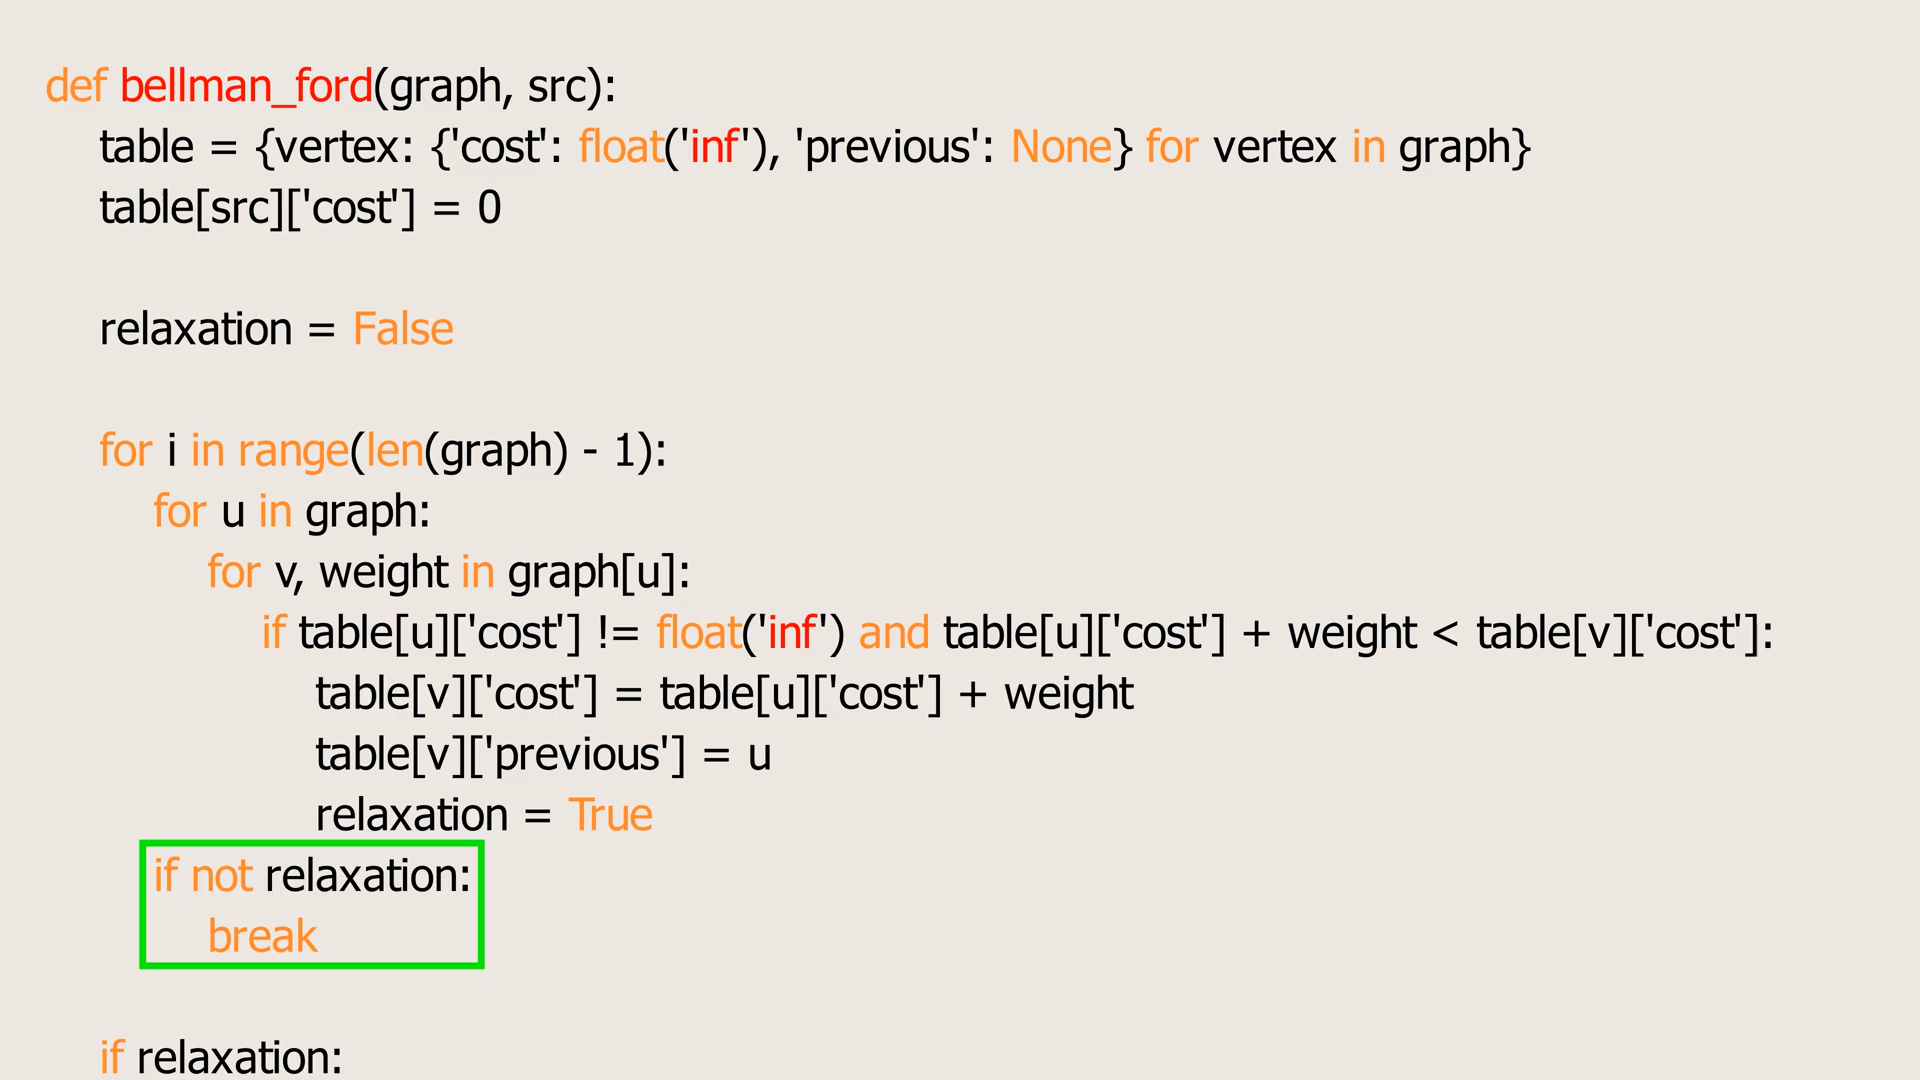 def bellman_ford(graph, src):
table = {vertex: {'cost': float('inf'), 'previous': None} for vertex in graph}
table[src]['cost'] = 0
relaxation = False
for i in range(len(graph) - 1):
for u in graph:
for v, weight in graph[u]:
if table[u]['cost'] != float('inf') and table[u]['cost'] + weight < table[v]['cost']:
table[v]['cost'] = table[u]['cost'] + weight
table[v]['previous'] = u
relaxation = True
if not relaxation:
break
if relaxation: